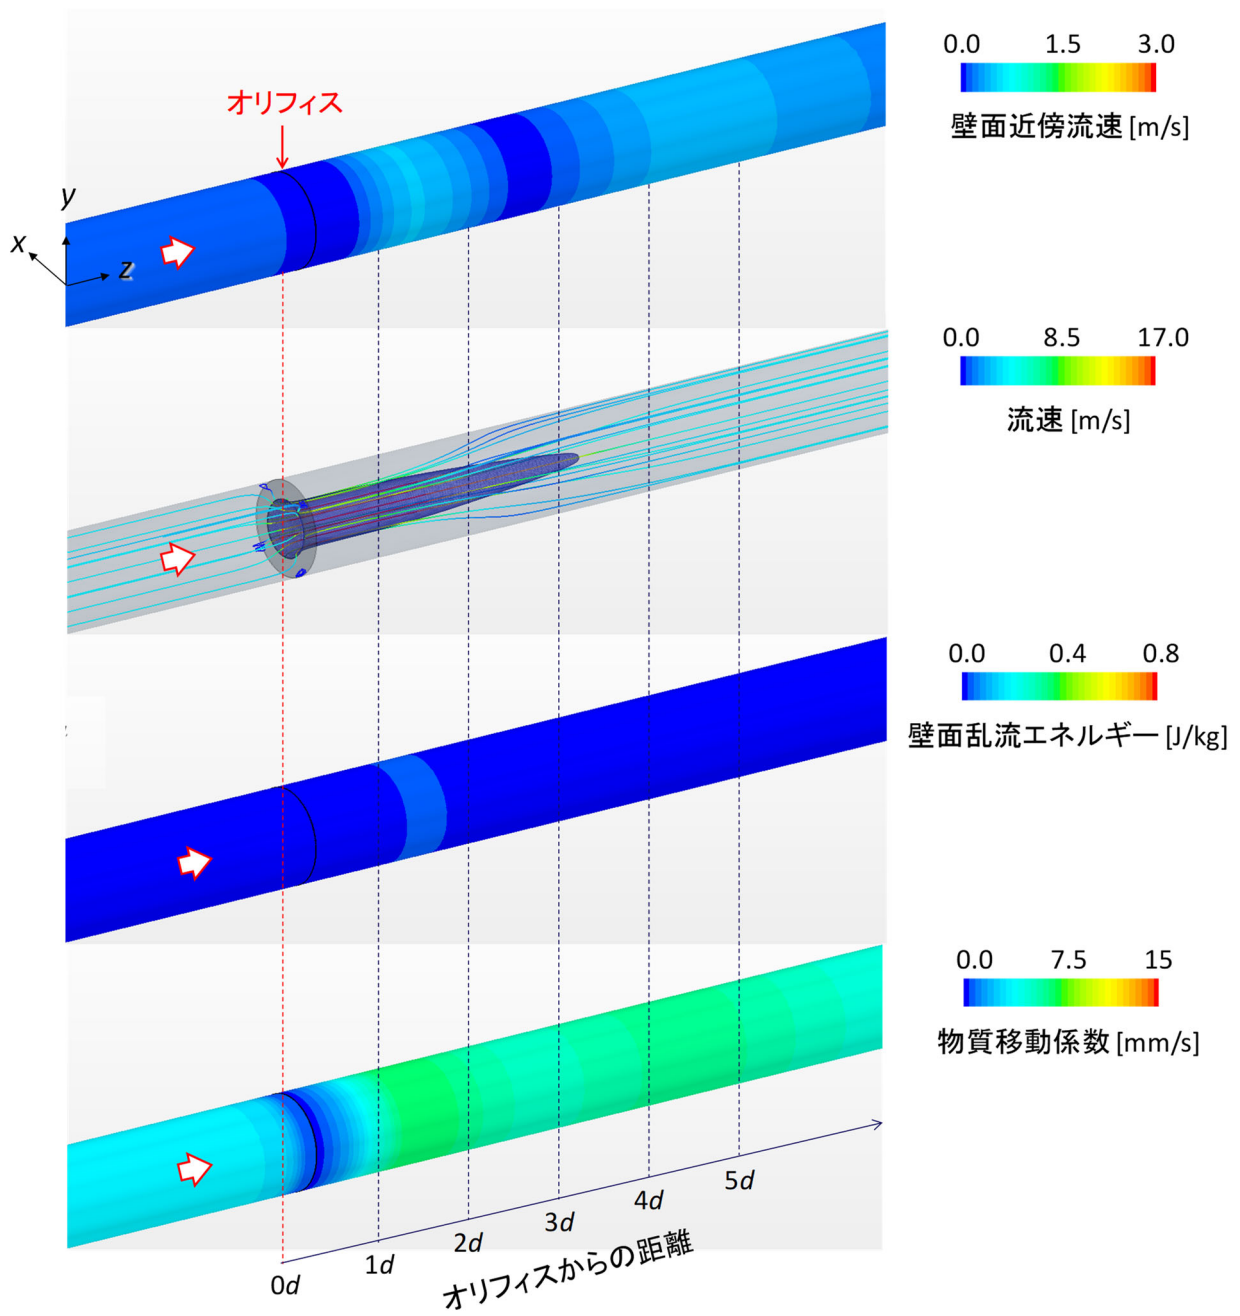 オリフィス
y
x
z
0.0 1.5 3.0
壁面近傍流速 [m/s]
0.0 8.5 17.0
流速 [m/s]
0.0 0.4 0.8
壁面乱流エネルギー [J/kg]
0.0 7.5 15
物質移動係数 [mm/s]
0d 1d 2d 3d 4d 5d
オリフィスからの距離